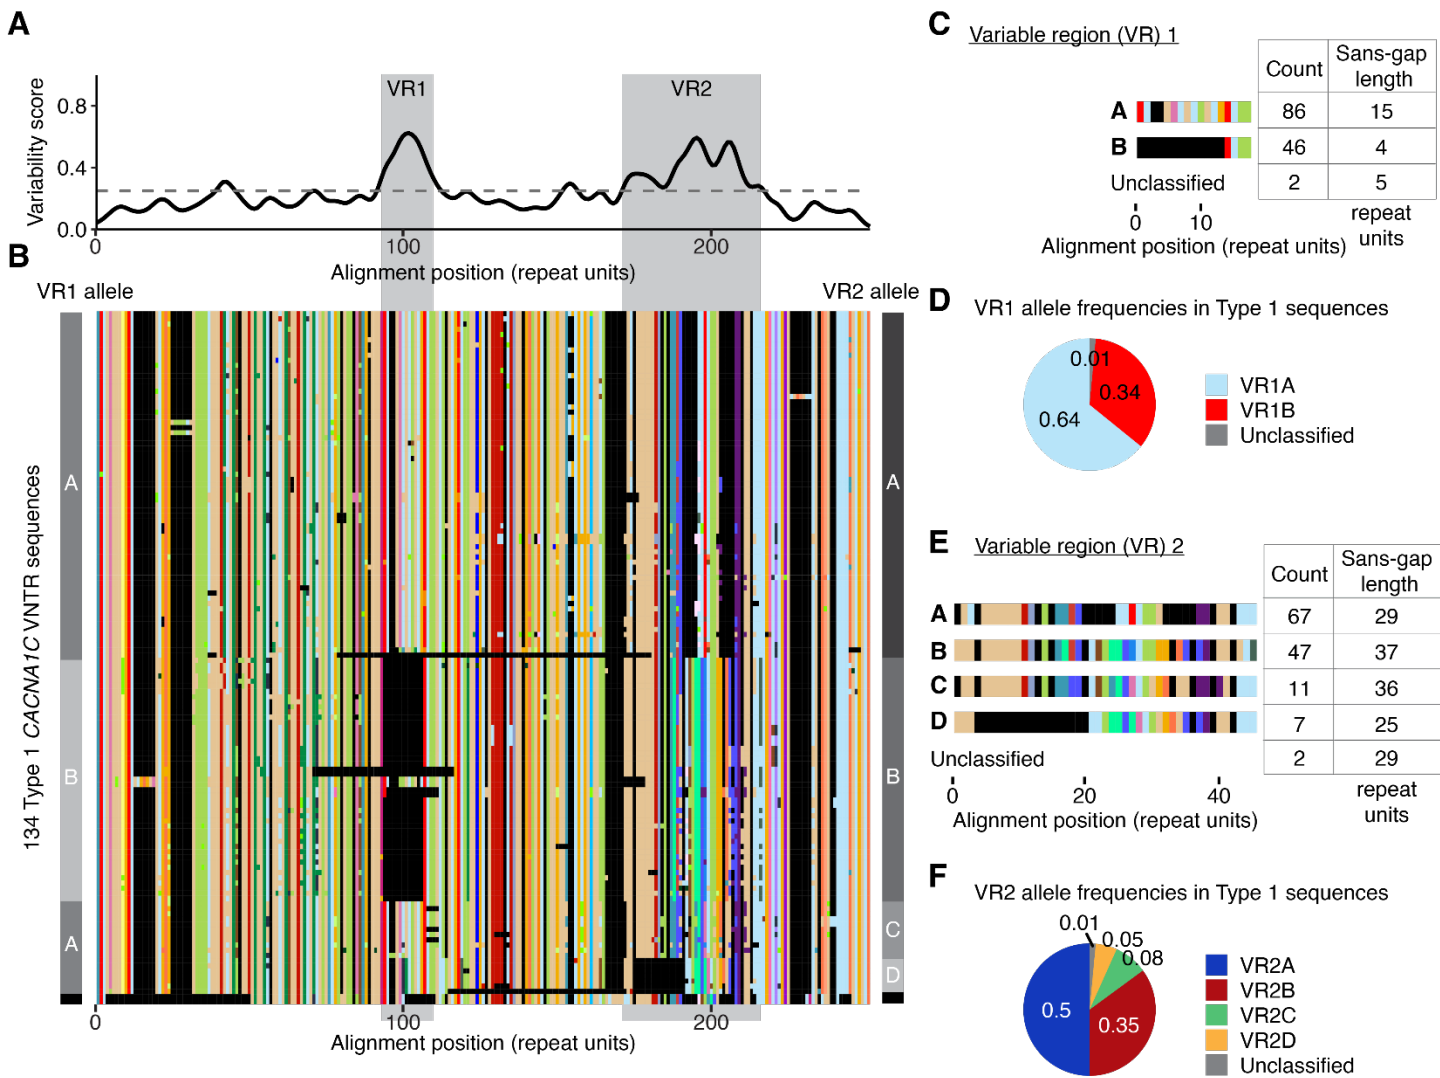 A
VR1
VR2
0.8
0.4
0.0
Variability score
0
100
200
Alignment position (repeat units)
B
VR1 allele
VR2 allele
A
B
A
134 Type 1 CACNA1C VNTR sequences
A
B
C
D
0
100
200
Alignment position (repeat units)
C
Variable region (VR) 1
Count
Sans-gap
length
A
86
15
B
46
4
Unclassified
2
5
repeat
units
0
10
Alignment position (repeat units)
D
VR1 allele frequencies in Type 1 sequences
0.01
0.34
0.64
VR1A
VR1B
Unclassified
E
Variable region (VR) 2
Count
Sans-gap
length
A
67
29
B
47
37
C
11
36
D
7
25
Unclassified
2
29
repeat
units
0
20
40
Alignment position (repeat units)
F
VR2 allele frequencies in Type 1 sequences
0.01
0.05
0.08
0.5
0.35
VR2A
VR2B
VR2C
VR2D
Unclassified